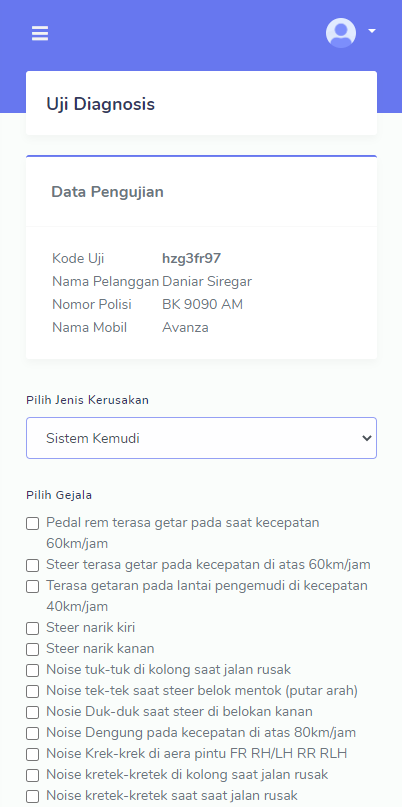 Uji Diagnosis
Data Pengujian
Kode Uji hzg3fr97
Nama Pelanggan Daniar Siregar
Nomor Polisi BK 9090 AM
Nama Mobil Avanza
Pilih Jenis Kerusakan
Sistem Kemudi
Pilih Gejala
Pedal rem terasa getar pada saat kecepatan
60km/jam
Steer terasa getar pada kecepatan di atas 60km/jam
Terasa getaran pada lantai pengemudi di kecepatan
40km/jam
Steer narik kiri
Steer narik kanan
Noise tuk-tuk di kolong saat jalan rusak
Noise tek-tek saat steer belok mentok (putar arah)
Nosie Duk-duk saat steer di belokan kanan
Noise Dengung pada kecepatan di atas 80km/jam
Noise Krek-krek di aera pintu FR RH/LH RR RLH
Noise kretek-kretek di kolong saat jalan rusak
Noise kretek-kretek saat saat jalan rusak